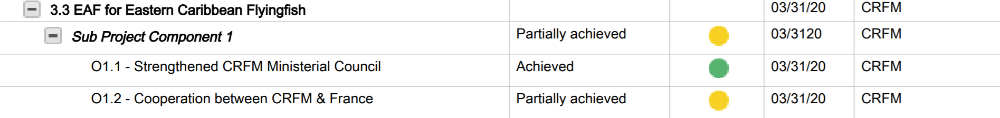 3.3 EAF for Eastern Caribbean Flyingfish 03/31/20 CRFM
Sub Project Component 1 Partially achieved 03/3120 CRFM
O1.1 - Strengthened CRFM Ministerial Council Achieved 03/31/20 CRFM
O1.2 - Cooperation between CRFM & France Partially achieved 03/31/20 CRFM